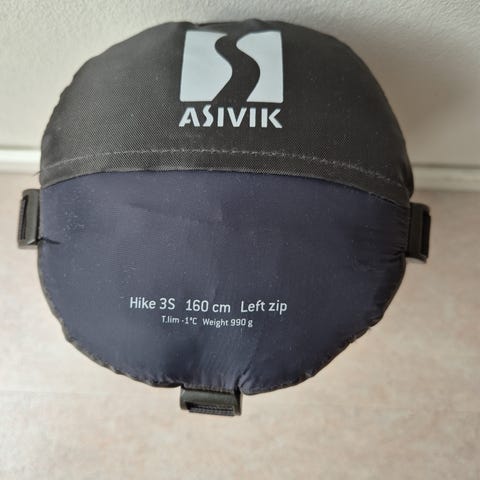 ASIVIK
Hike 3S 160 cm Left zip
T.lim -1°C Weight 990 g